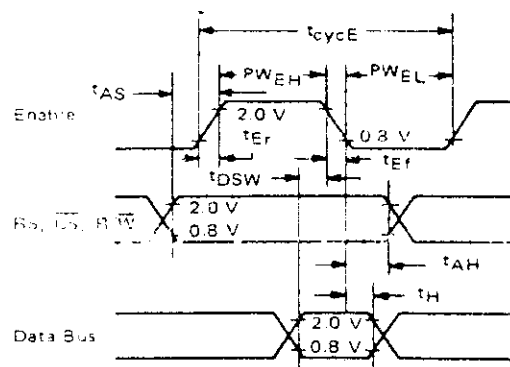 tcycE
PWEH
PWEL
tAS
Enable
2.0 V
0.8 V
tEr
tEf
tDSW
RS, C̅S̅, R/W̅
2.0 V
0.8 V
tAH
tH
Data Bus
2.0 V
0.8 V